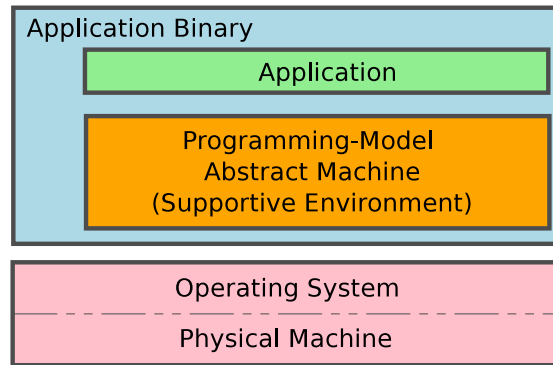 Application Binary
Application
Programming-Model
Abstract Machine
(Supportive Environment)
Operating System
Physical Machine